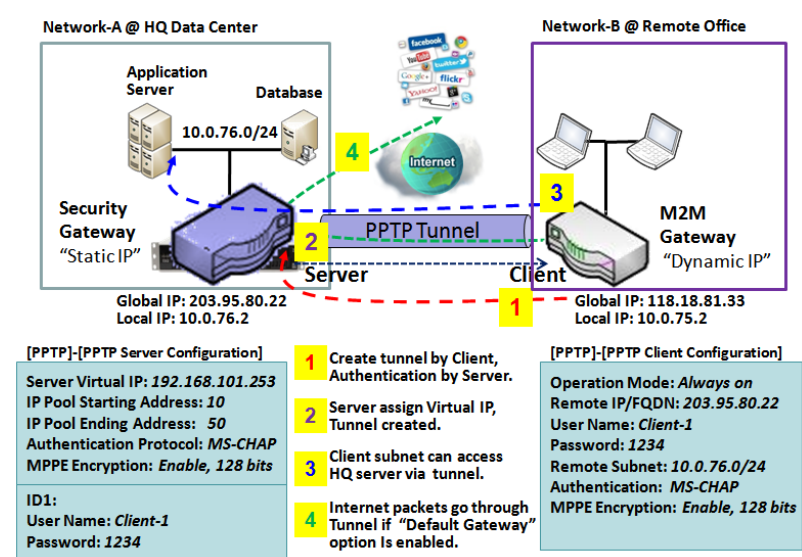 Network-A @ HQ Data Center
Network-B @ Remote Office
Application
Server
Database
10.0.76.0/24
facebook
YouTube
twitter
Google+
flickr
YAHOO!
my
4
Internet
3
Security
Gateway
"Static IP"
PPTP Tunnel
2
M2M
Gateway
"Dynamic IP"
Server
Client
1
Global IP: 203.95.80.22
Local IP: 10.0.76.2
Global IP: 118.18.81.33
Local IP: 10.0.75.2
[PPTP]-[PPTP Server Configuration]
Server Virtual IP: 192.168.101.253
IP Pool Starting Address: 10
IP Pool Ending Address: 50
Authentication Protocol: MS-CHAP
MPPE Encryption: Enable, 128 bits
ID1:
User Name: Client-1
Password: 1234
1 Create tunnel by Client,
Authentication by Server.
2 Server assign Virtual IP,
Tunnel created.
3 Client subnet can access
HQ server via tunnel.
4 Internet packets go through
Tunnel if "Default Gateway"
option Is enabled.
[PPTP]-[PPTP Client Configuration]
Operation Mode: Always on
Remote IP/FQDN: 203.95.80.22
User Name: Client-1
Password: 1234
Remote Subnet: 10.0.76.0/24
Authentication: MS-CHAP
MPPE Encryption: Enable, 128 bits